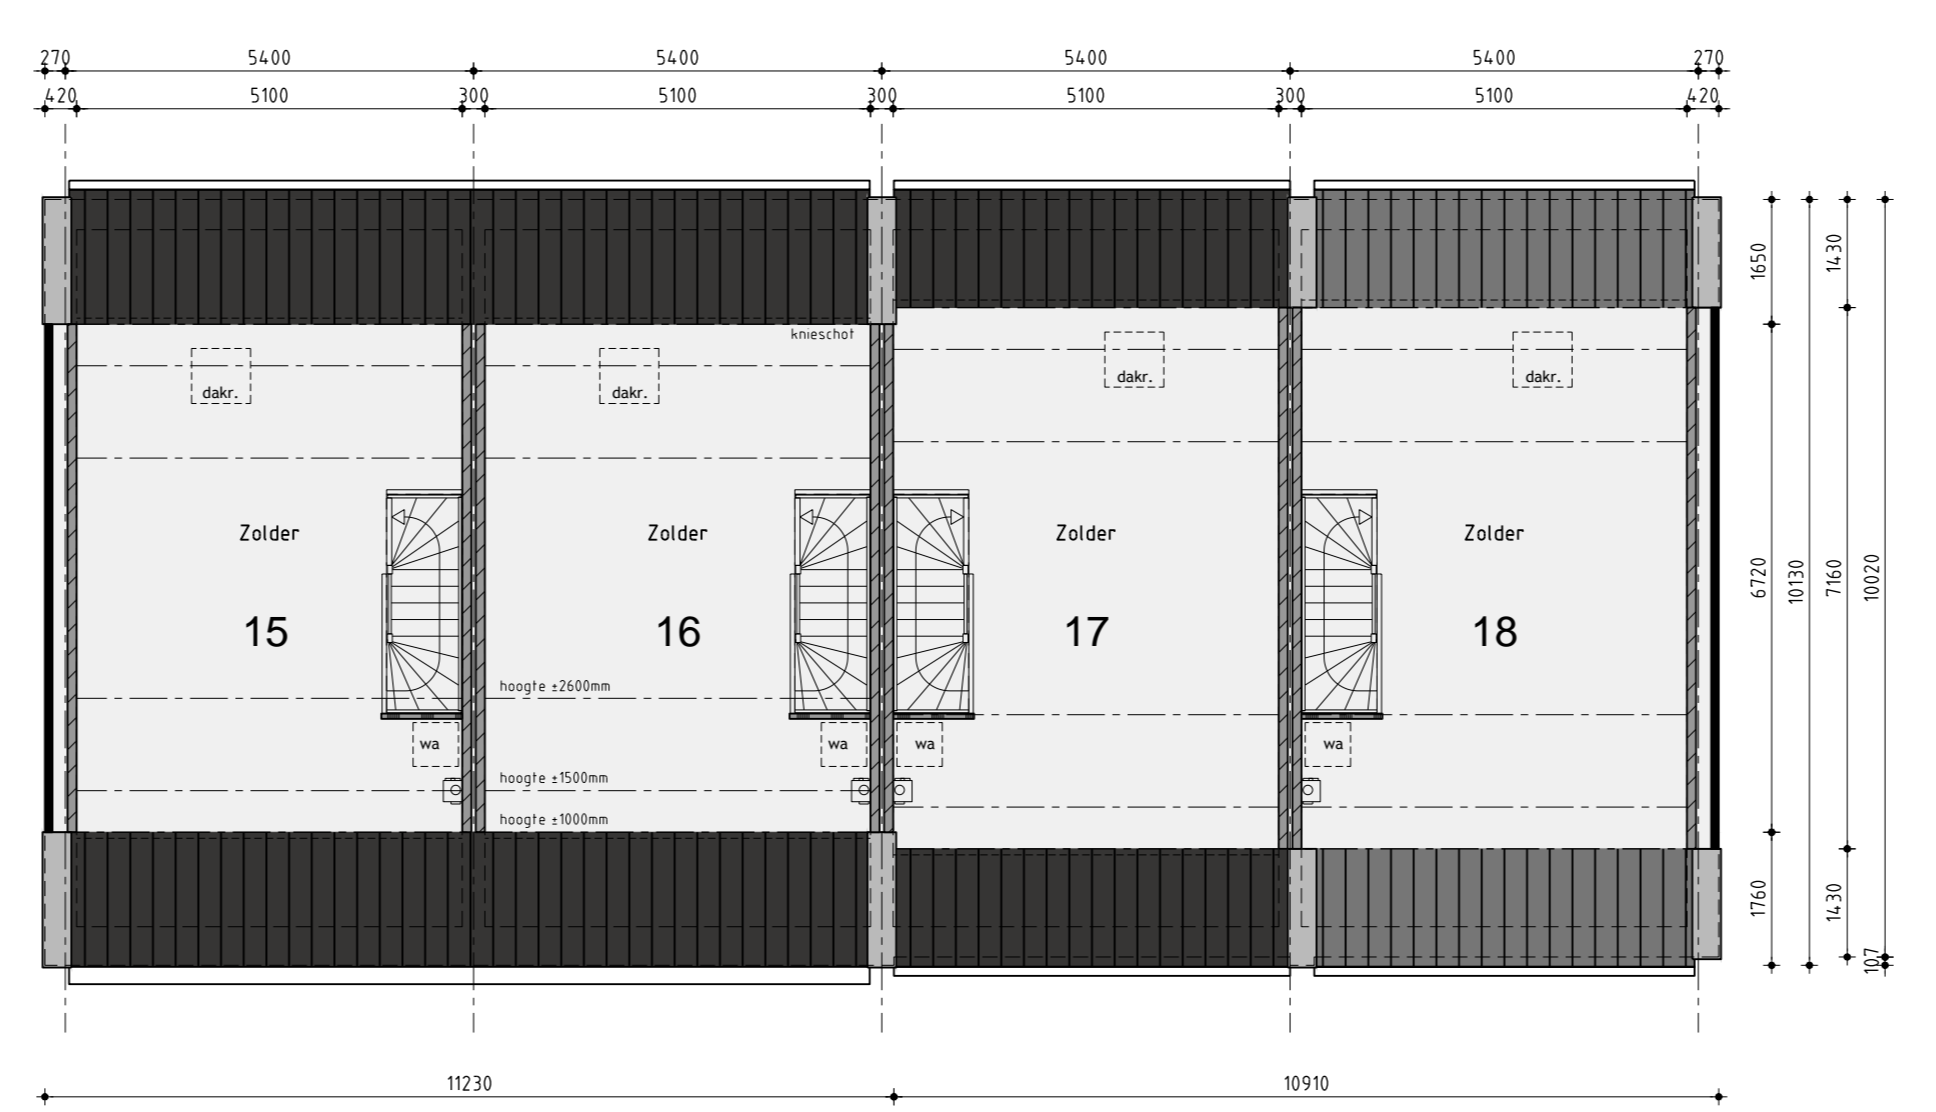 270 5400 5400 5400 5400 270
420 5100 300 5100 300 5100 300 5100 420
knieschot
dakr. dakr. dakr. dakr.
Zolder Zolder Zolder Zolder
15 16 17 18
hoogte ±2600mm
wa wa wa wa
hoogte ±1500mm
hoogte ±1000mm
1650 1430
6720 10130 7160 10020
1760 1430 107
11230 10910